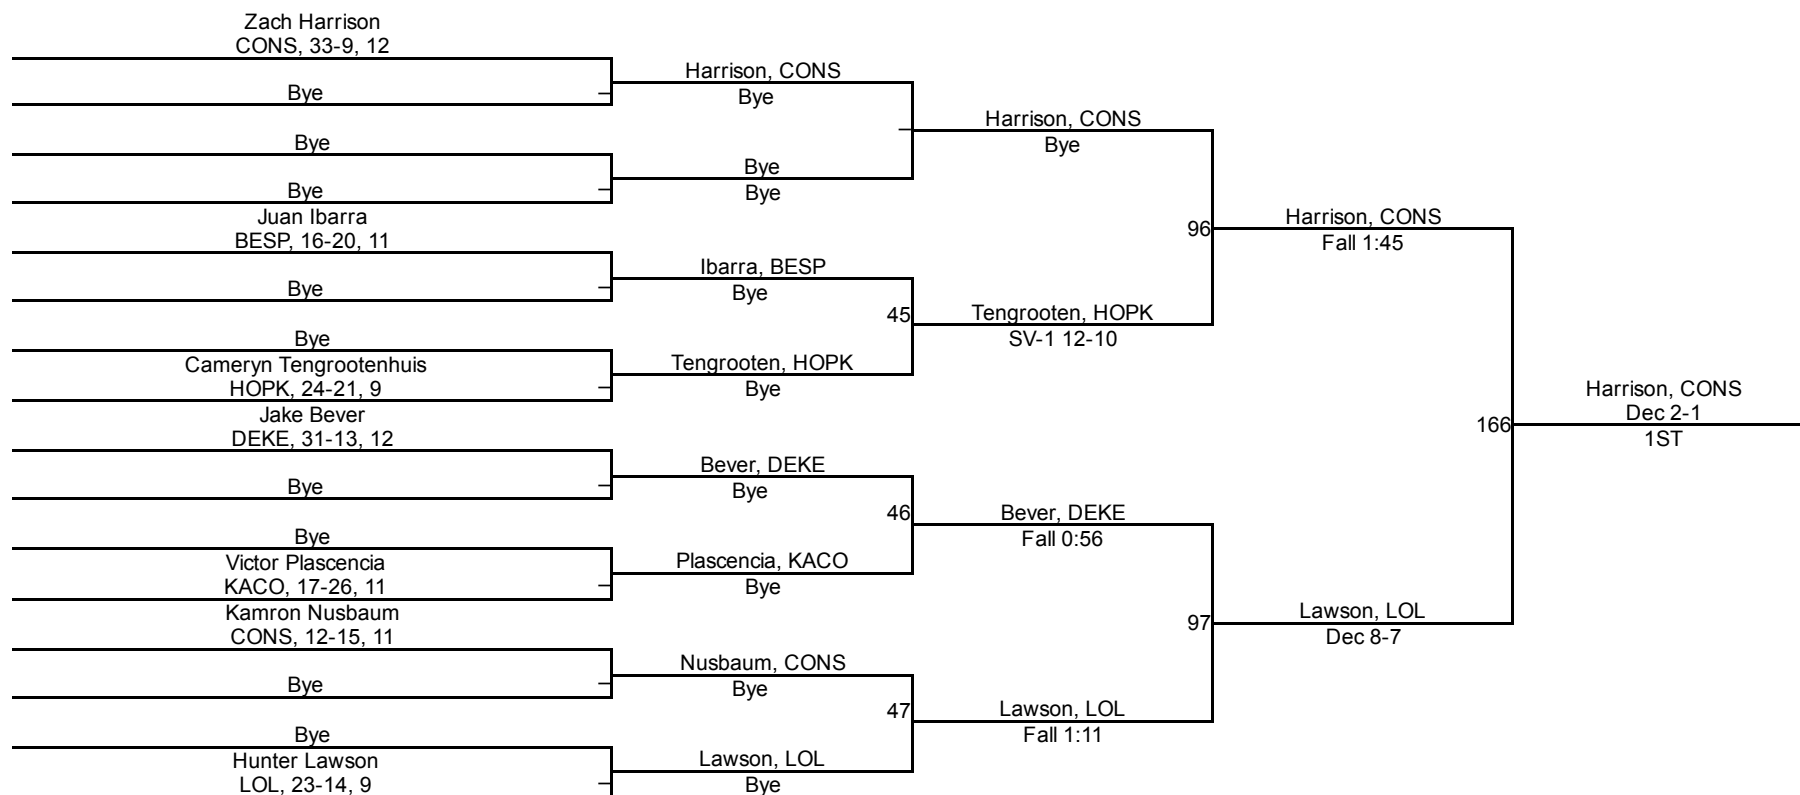 Zach Harrison
CONS, 33-9, 12
Bye
Bye
Bye
Juan Ibarra
BESP, 16-20, 11
Bye
Bye
Cameryn Tengrootenhuis
HOPK, 24-21, 9
Jake Bever
DEKE, 31-13, 12
Bye
Bye
Victor Plascencia
KACO, 17-26, 11
Kamron Nusbaum
CONS, 12-15, 11
Bye
Bye
Hunter Lawson
LOL, 23-14, 9
Harrison, CONS
Bye
Bye
Bye
Ibarra, BESP
Bye
45
Tengrooten, HOPK
Bye
Bever, DEKE
Bye
46
Plascencia, KACO
Bye
Nusbaum, CONS
Bye
47
Lawson, LOL
Bye
Harrison, CONS
Bye
96
Tengrooten, HOPK
SV-1 12-10
Bever, DEKE
Fall 0:56
97
Lawson, LOL
Fall 1:11
Harrison, CONS
Fall 1:45
166
Lawson, LOL
Dec 8-7
Harrison, CONS
Dec 2-1
1ST